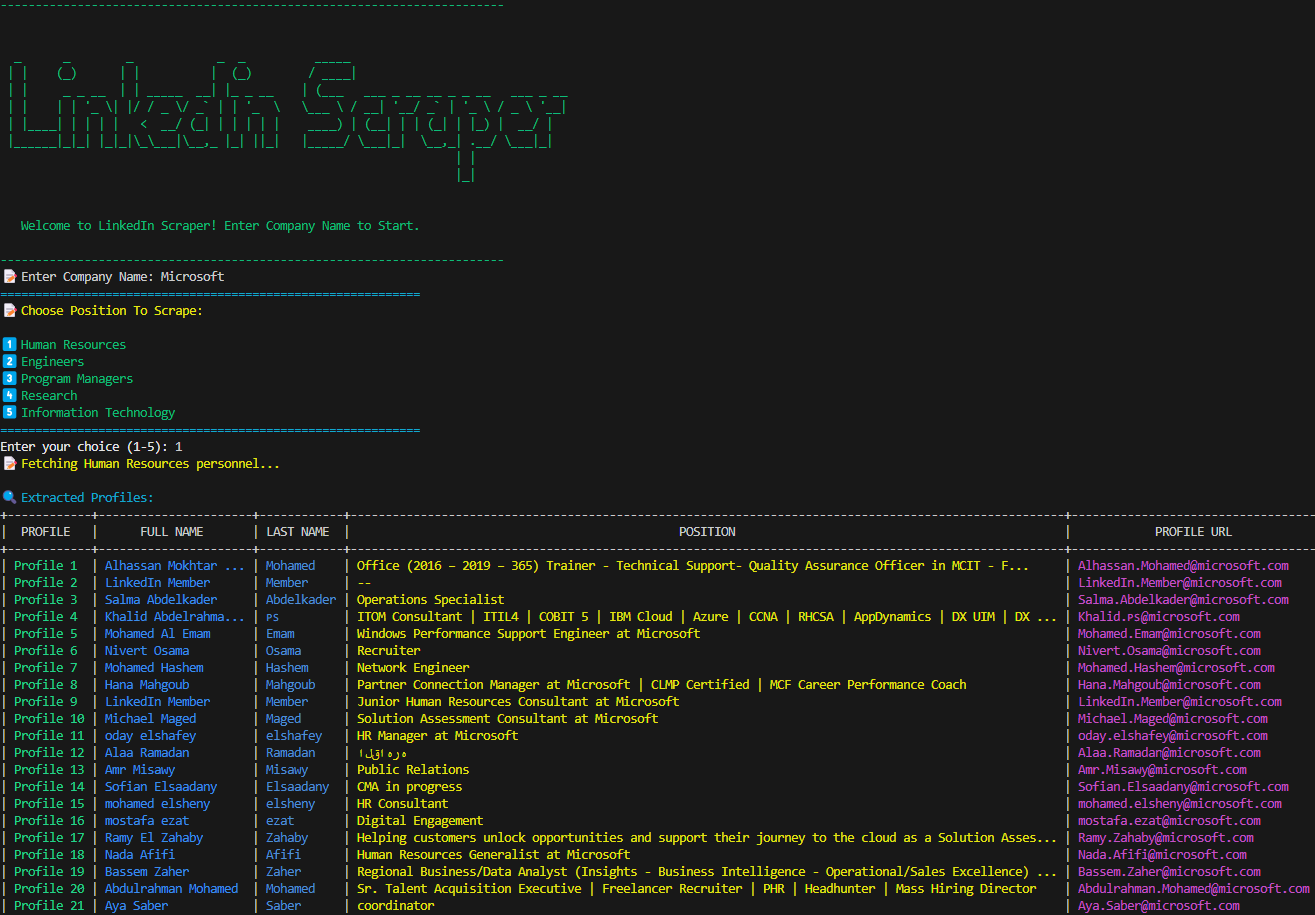 LinkedIn Scraper
Welcome to LinkedIn Scraper! Enter Company Name to Start.
Enter Company Name: Microsoft
Choose Position To Scrape:
1 Human Resources
2 Engineers
3 Program Managers
4 Research
5 Information Technology
Enter your choice (1-5): 1
Fetching Human Resources personnel...
Extracted Profiles:
| PROFILE | FULL NAME | LAST NAME | POSITION | PROFILE URL
| Profile 1 | Alhassan Mokhtar ... | Mohamed | Office (2016 – 2019 – 365) Trainer - Technical Support- Quality Assurance Officer in MCIT - F... | Alhassan.Mohamed@microsoft.com
| Profile 2 | LinkedIn Member | Member | -- | LinkedIn.Member@microsoft.com
| Profile 3 | Salma Abdelkader | Abdelkader | Operations Specialist | Salma.Abdelkader@microsoft.com
| Profile 4 | Khalid Abdelrahma... | ᴘs | ITOM Consultant | ITIL4 | COBIT 5 | IBM Cloud | Azure | CCNA | RHCSA | AppDynamics | DX UIM | DX ... | Khalid.ᴘs@microsoft.com
| Profile 5 | Mohamed Al Emam | Emam | Windows Performance Support Engineer at Microsoft | Mohamed.Emam@microsoft.com
| Profile 6 | Nivert Osama | Osama | Recruiter | Nivert.Osama@microsoft.com
| Profile 7 | Mohamed Hashem | Hashem | Network Engineer | Mohamed.Hashem@microsoft.com
| Profile 8 | Hana Mahgoub | Mahgoub | Partner Connection Manager at Microsoft | CLMP Certified | MCF Career Performance Coach | Hana.Mahgoub@microsoft.com
| Profile 9 | LinkedIn Member | Member | Junior Human Resources Consultant at Microsoft | LinkedIn.Member@microsoft.com
| Profile 10 | Michael Maged | Maged | Solution Assessment Consultant at Microsoft | Michael.Maged@microsoft.com
| Profile 11 | oday elshafey | elshafey | HR Manager at Microsoft | oday.elshafey@microsoft.com
| Profile 12 | Alaa Ramadan | Ramadan | القاهره | Alaa.Ramadan@microsoft.com
| Profile 13 | Amr Misawy | Misawy | Public Relations | Amr.Misawy@microsoft.com
| Profile 14 | Sofian Elsaadany | Elsaadany | CMA in progress | Sofian.Elsaadany@microsoft.com
| Profile 15 | mohamed elsheny | elsheny | HR Consultant | mohamed.elsheny@microsoft.com
| Profile 16 | mostafa ezat | ezat | Digital Engagement | mostafa.ezat@microsoft.com
| Profile 17 | Ramy El Zahaby | Zahaby | Helping customers unlock opportunities and support their journey to the cloud as a Solution Asses... | Ramy.Zahaby@microsoft.com
| Profile 18 | Nada Afifi | Afifi | Human Resources Generalist at Microsoft | Nada.Afifi@microsoft.com
| Profile 19 | Bassem Zaher | Zaher | Regional Business/Data Analyst (Insights - Business Intelligence - Operational/Sales Excellence) ... | Bassem.Zaher@microsoft.com
| Profile 20 | Abdulrahman Mohamed | Mohamed | Sr. Talent Acquisition Executive | Freelancer Recruiter | PHR | Headhunter | Mass Hiring Director | Abdulrahman.Mohamed@microsoft.com
| Profile 21 | Aya Saber | Saber | coordinator | Aya.Saber@microsoft.com